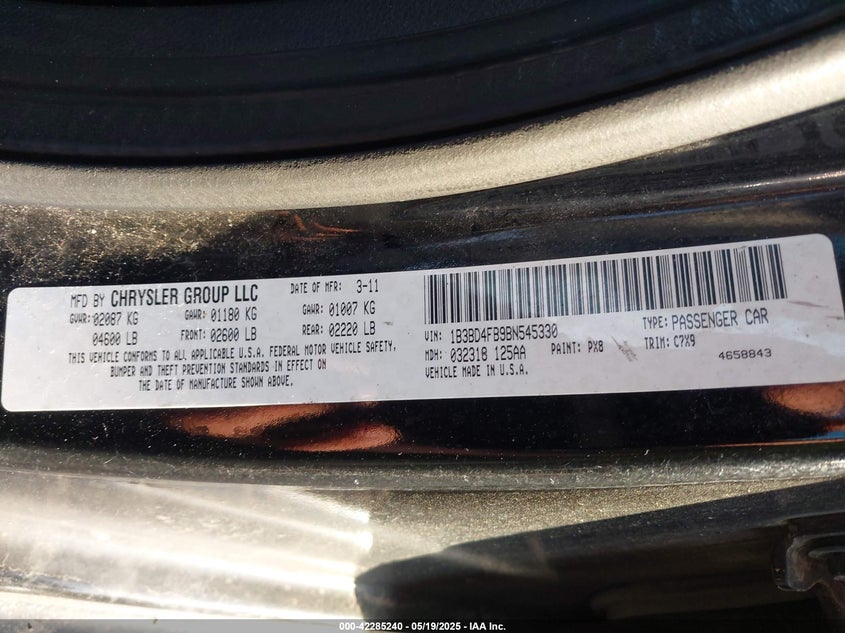 MFD BY CHRYSLER GROUP LLC DATE OF MFR: 3-11
GVWR: 02087 KG GAWR: 01180 KG GAWR: 01007 KG
04600 LB FRONT: 02600 LB REAR: 02220 LB
THIS VEHICLE CONFORMS TO ALL APPLICABLE U.S.A. FEDERAL MOTOR VEHICLE SAFETY,
BUMPER AND THEFT PREVENTION STANDARDS IN EFFECT ON
THE DATE OF MANUFACTURE SHOWN ABOVE.
VIN: 1B3BD4FB9BN545330 TYPE: PASSENGER CAR
MDH: 032318 125AA PAINT: PX8 TRIM: C7X9
VEHICLE MADE IN U.S.A. 4658843
000-42285240 - 05/19/2025 - IAA Inc.